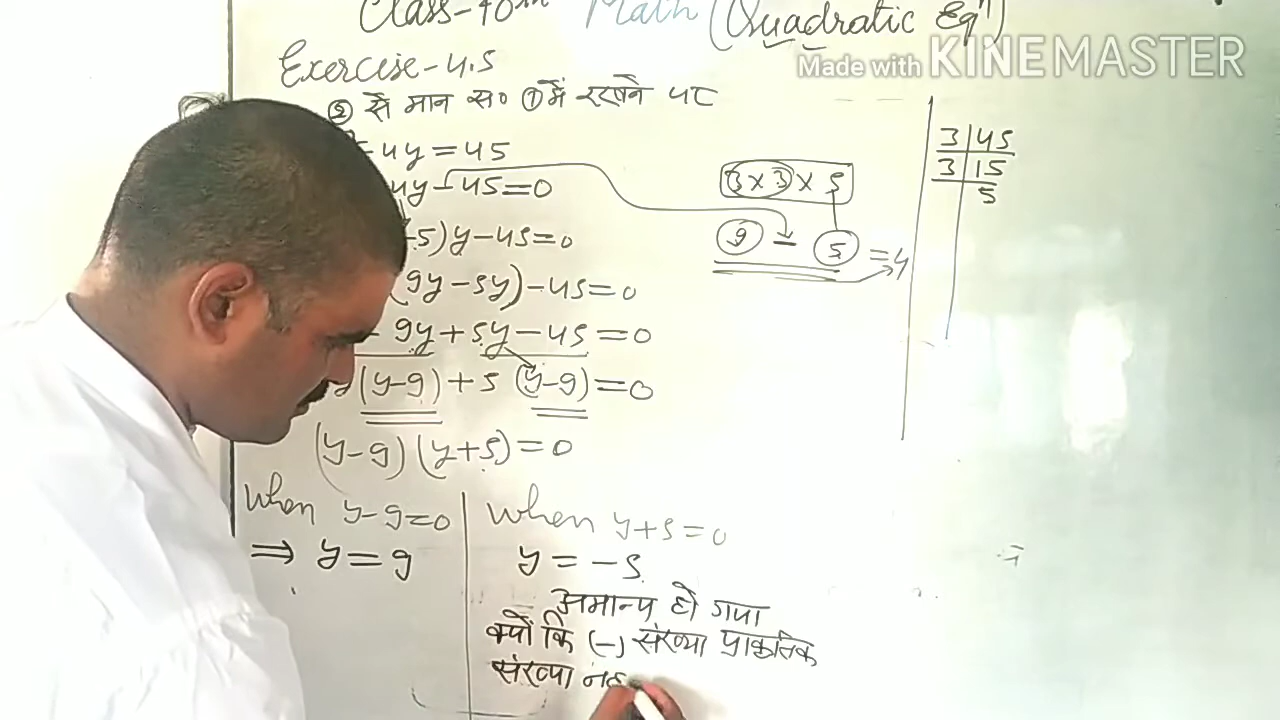 Class-10th Math (Quadratic Eqn)
Made with KINEMASTER
Exercise-4.5
② से मान स० ① में रखने पर
4y=45
4y-45=0
5)y-45=0
(9y-5y)-45=0
- 9y+5y-45=0
(y-9)+5 (y-9)=0
(y-9) (y+5)=0
when y-9=0
⇒ y=9
when y+5=0
y=-5
अमान्य हो गया
क्यों कि (-) संख्या प्राकृतिक
संख्या नह
3×3×5
9 - 5 =4
3|45
3|15
5